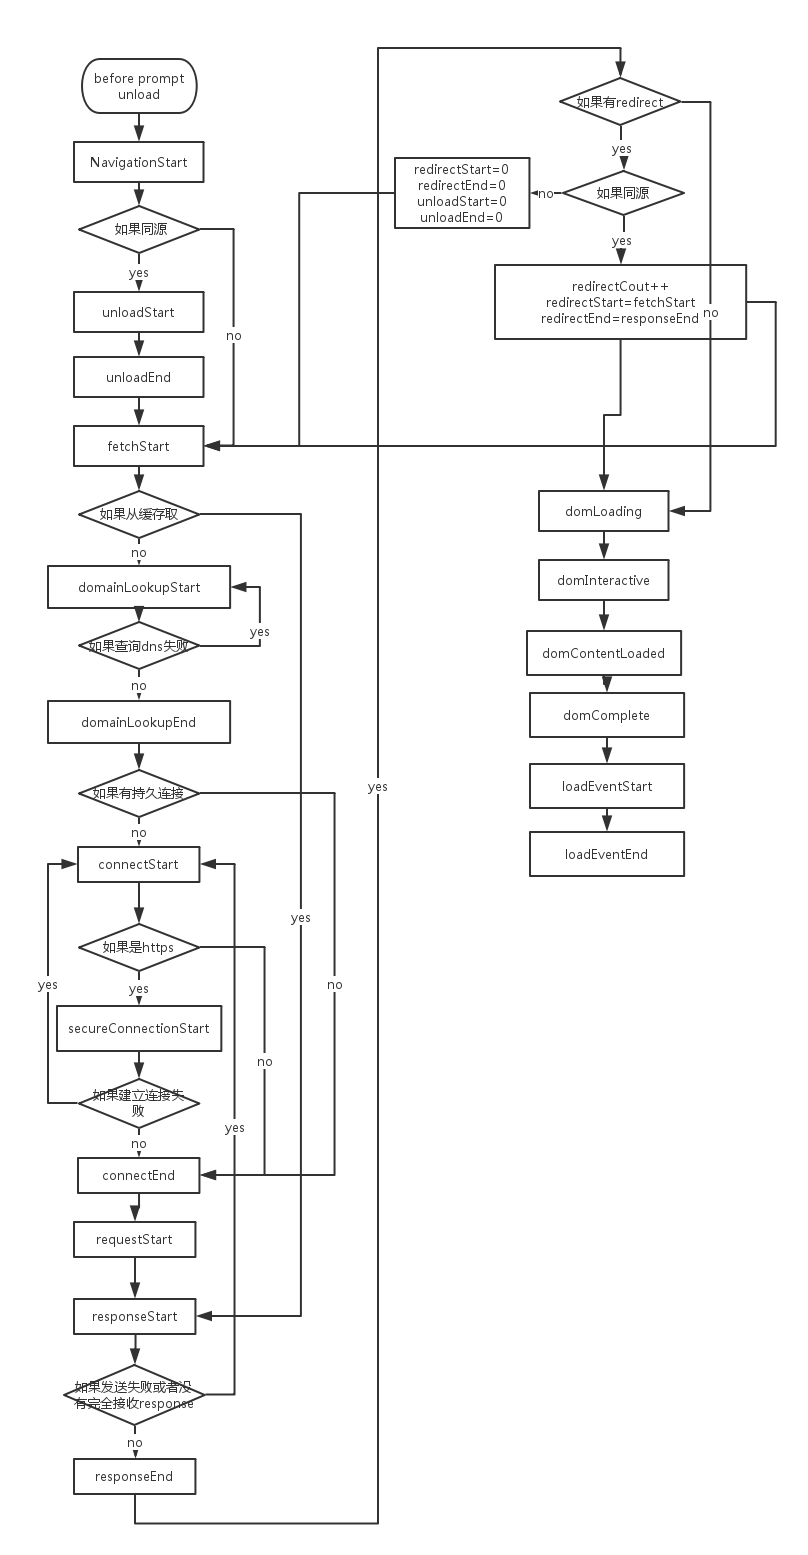 before prompt
unload
NavigationStart
如果同源
yes
no
unloadStart
unloadEnd
fetchStart
如果从缓存取
no
yes
domainLookupStart
如果查询dns失败
yes
no
domainLookupEnd
如果有持久连接
no
no
connectStart
如果是https
yes
no
secureConnectionStart
如果建立连接失
败
yes
no
connectEnd
requestStart
responseStart
如果发送失败或者没
有完全接收response
yes
no
responseEnd
yes
如果有redirect
yes
no
如果同源
no
yes
redirectStart=0
redirectEnd=0
unloadStart=0
unloadEnd=0
redirectCout++
redirectStart=fetchStart
redirectEnd=responseEnd
domLoading
domInteractive
domContentLoaded
domComplete
loadEventStart
loadEventEnd